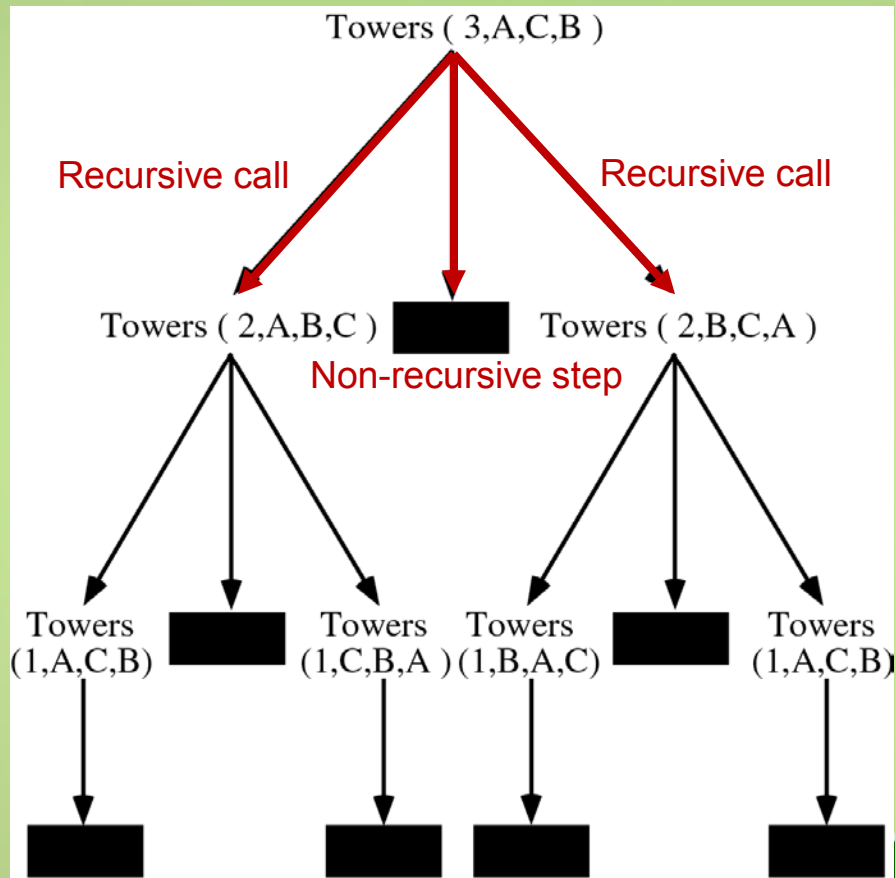 Towers ( 3,A,C,B )
Recursive call
Recursive call
Towers ( 2,A,B,C )
Towers ( 2,B,C,A )
Non-recursive step
Towers
(1,A,C,B)
Towers
(1,C,B,A )
Towers
(1,B,A,C)
Towers
(1,A,C,B)